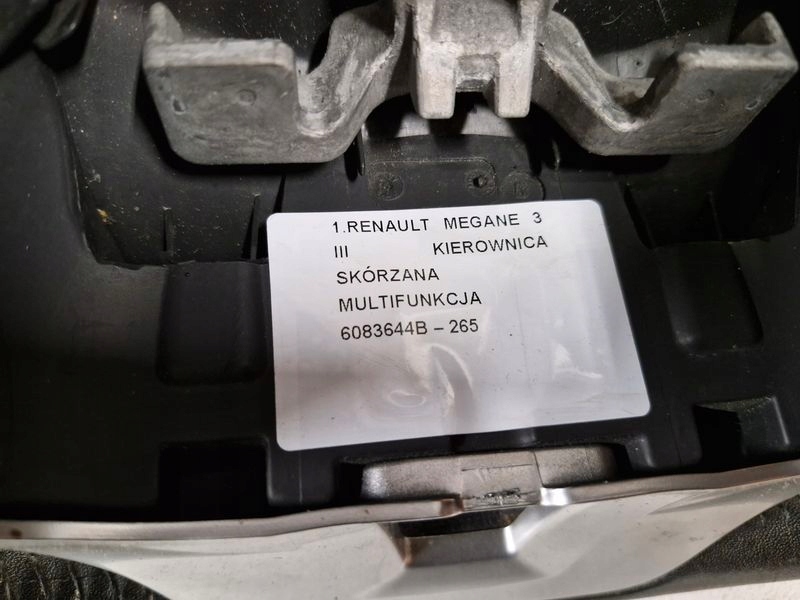 1.RENAULT MEGANE 3
III KIEROWNICA
SKÓRZANA
MULTIFUNKCJA
6083644B – 265